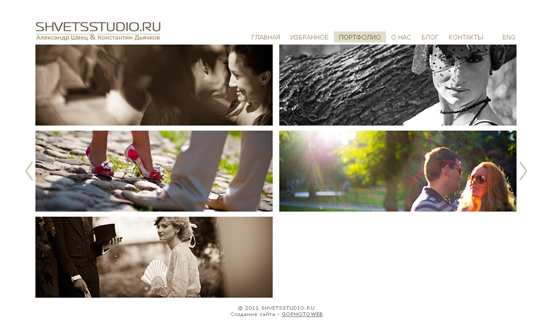 SHVETSSTUDIO.RU
Александр Швец & Константин Дьячков
ГЛАВНАЯ ИЗБРАННОЕ ПОРТФОЛИО О НАС БЛОГ КОНТАКТЫ ENG
© 2011 SHVETSSTUDIO.RU
Создание сайта - GOPHOTOWEB